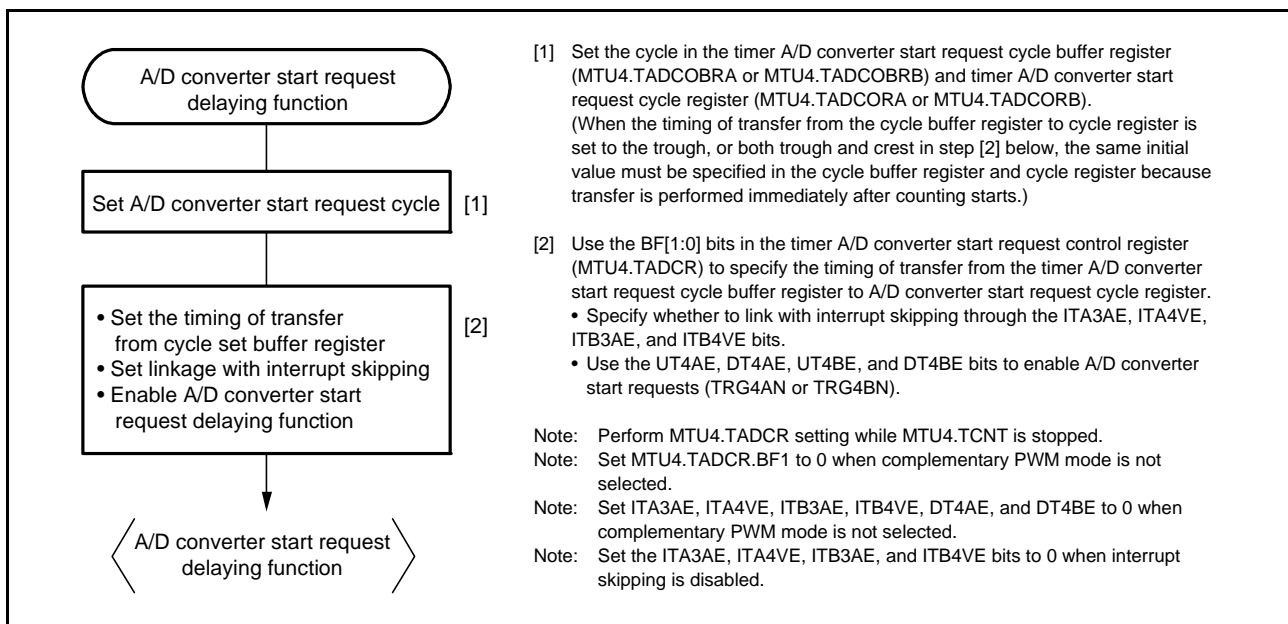 A/D converter start request
delaying function
Set A/D converter start request cycle
[1]
• Set the timing of transfer
from cycle set buffer register
• Set linkage with interrupt skipping
• Enable A/D converter start
request delaying function
[2]
A/D converter start request
delaying function
[1] Set the cycle in the timer A/D converter start request cycle buffer register
(MTU4.TADCOBRA or MTU4.TADCOBRB) and timer A/D converter start
request cycle register (MTU4.TADCORA or MTU4.TADCORB).
(When the timing of transfer from the cycle buffer register to cycle register is
set to the trough, or both trough and crest in step [2] below, the same initial
value must be specified in the cycle buffer register and cycle register because
transfer is performed immediately after counting starts.)
[2] Use the BF[1:0] bits in the timer A/D converter start request control register
(MTU4.TADCR) to specify the timing of transfer from the timer A/D converter
start request cycle buffer register to A/D converter start request cycle register.
• Specify whether to link with interrupt skipping through the ITA3AE, ITA4VE,
ITB3AE, and ITB4VE bits.
• Use the UT4AE, DT4AE, UT4BE, and DT4BE bits to enable A/D converter
start requests (TRG4AN or TRG4BN).
Note: Perform MTU4.TADCR setting while MTU4.TCNT is stopped.
Note: Set MTU4.TADCR.BF1 to 0 when complementary PWM mode is not
selected.
Note: Set ITA3AE, ITA4VE, ITB3AE, ITB4VE, DT4AE, and DT4BE to 0 when
complementary PWM mode is not selected.
Note: Set the ITA3AE, ITA4VE, ITB3AE, and ITB4VE bits to 0 when interrupt
skipping is disabled.